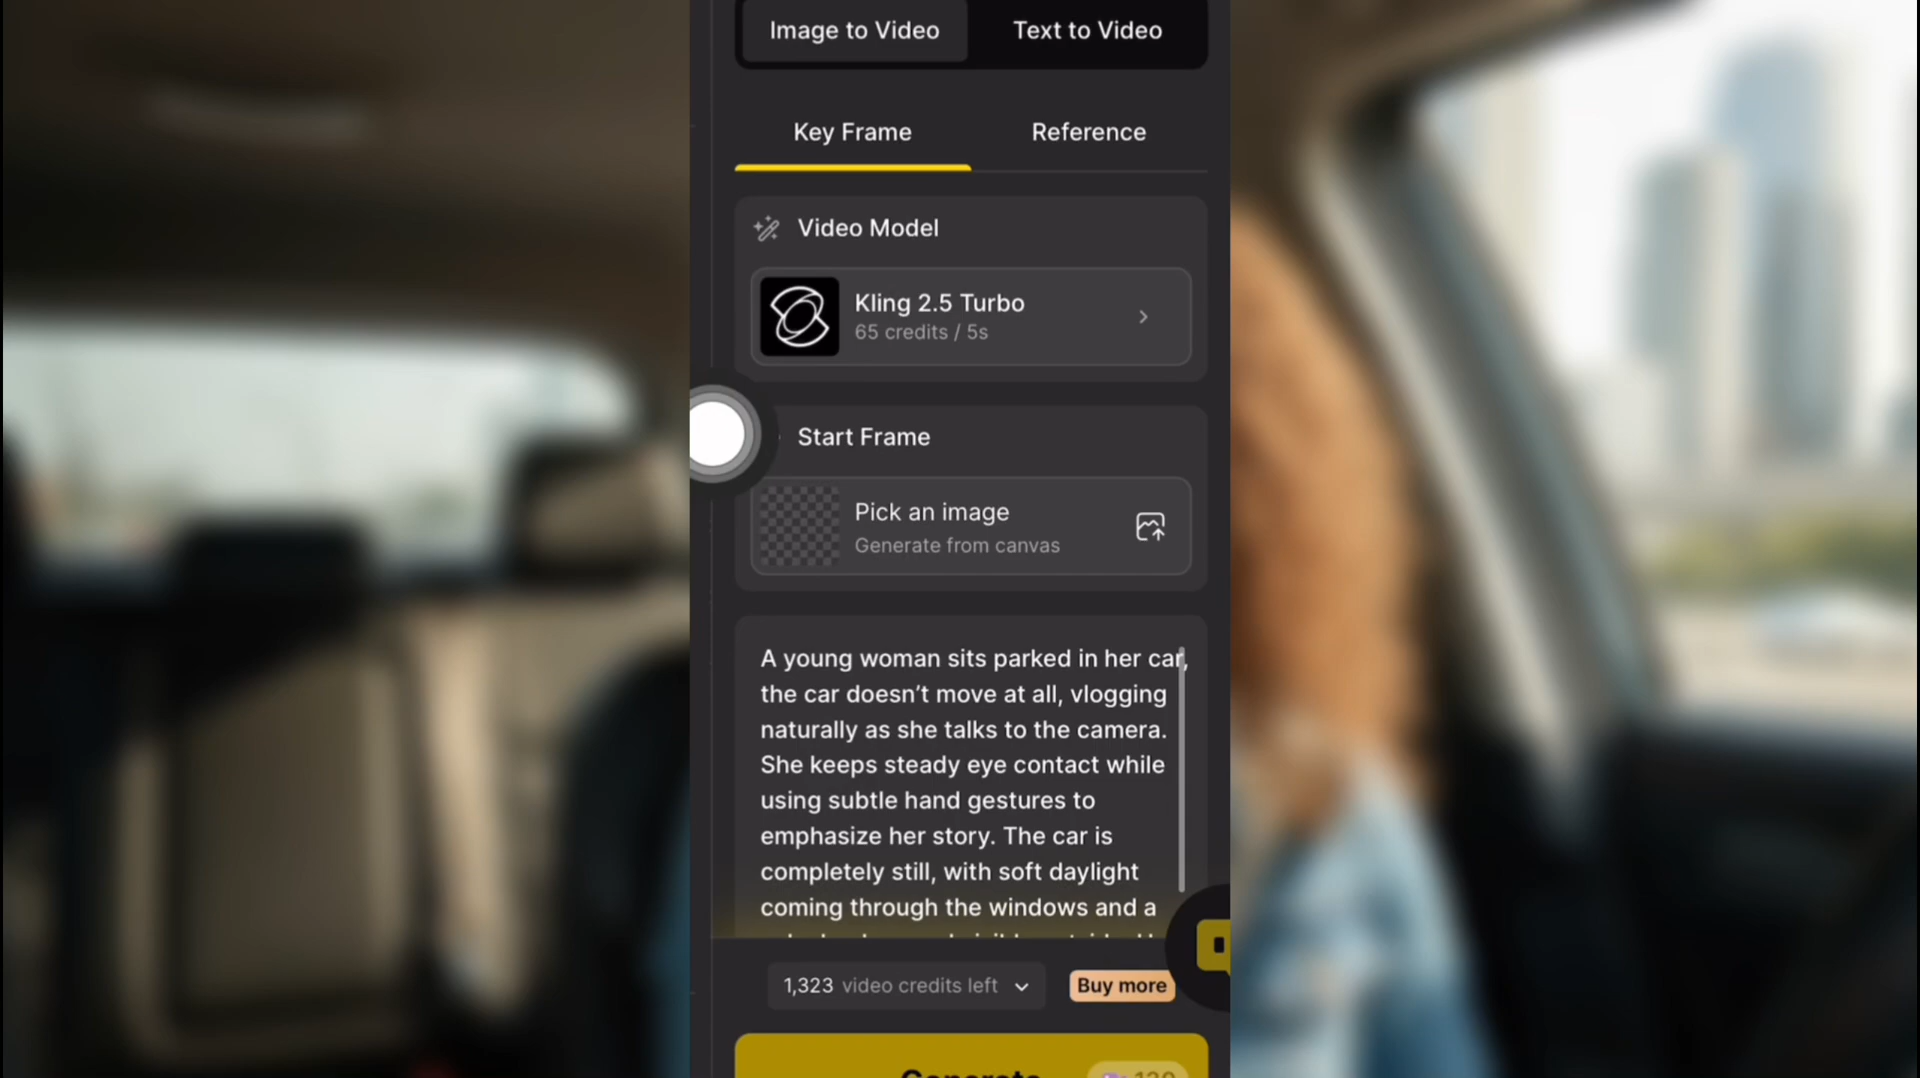 Image to Video
Text to Video
Key Frame
Reference
Video Model
Kling 2.5 Turbo
65 credits / 5s
Start Frame
Pick an image
Generate from canvas
A young woman sits parked in her car,
the car doesn’t move at all, vlogging
naturally as she talks to the camera.
She keeps steady eye contact while
using subtle hand gestures to
emphasize her story. The car is
completely still, with soft daylight
coming through the windows and a
1,323 video credits left
Buy more
Generate